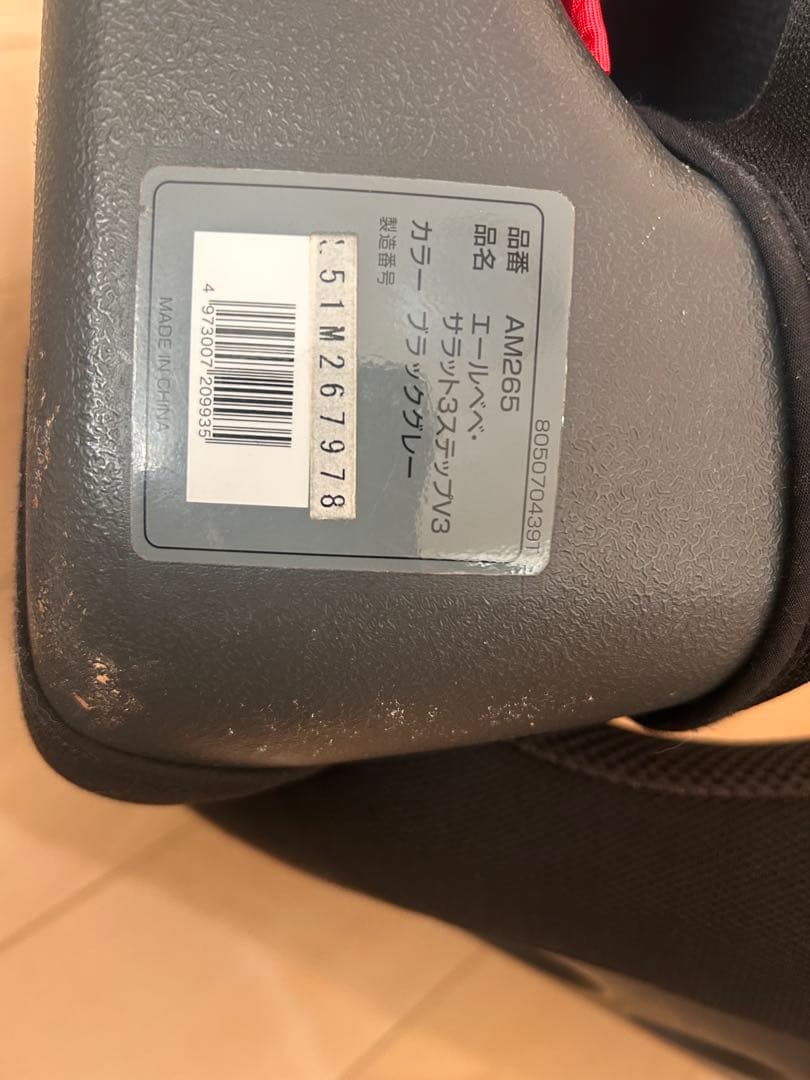 品番 AM265
品名 エールベベ・
サラット3ステップV3
カラー ブラックグレー
製造番号
51M267978
4 973007 209935
MADE IN CHINA
8050704391